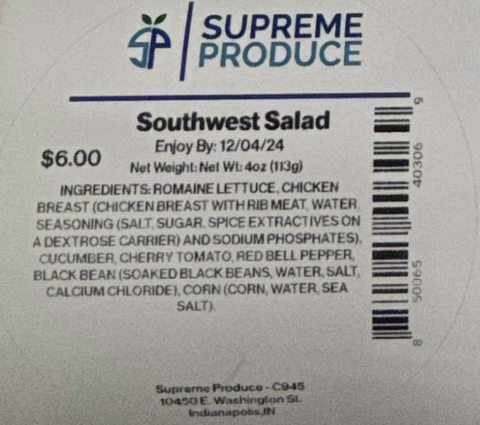 SP
SUPREME
PRODUCE
Southwest Salad
Enjoy By: 12/04/24
$6.00
Net Weight: Net Wt: 4oz (113g)
INGREDIENTS: ROMAINE LETTUCE, CHICKEN
BREAST (CHICKEN BREAST WITH RIB MEAT, WATER,
SEASONING (SALT, SUGAR, SPICE EXTRACTIVES ON
A DEXTROSE CARRIER) AND SODIUM PHOSPHATES),
CUCUMBER, CHERRY TOMATO, RED BELL PEPPER,
BLACK BEAN (SOAKED BLACK BEANS, WATER, SALT,
CALCIUM CHLORIDE), CORN (CORN, WATER, SEA
SALT).
8 50065 40306 9
Supreme Produce - C945
10450 E. Washington St.
Indianapolis,IN